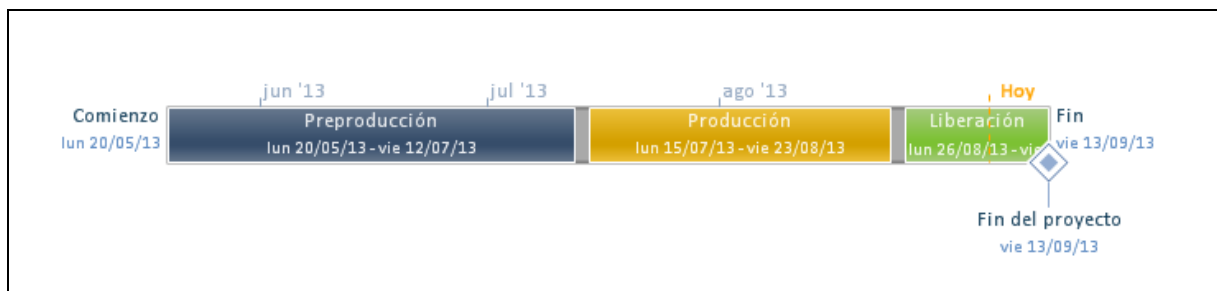 jun '13
jul '13
ago '13
Hoy
Comienzo
lun 20/05/13
Preproducción
lun 20/05/13 - vie 12/07/13
Producción
lun 15/07/13 - vie 23/08/13
Liberación
lun 26/08/13 - vie
Fin
vie 13/09/13
Fin del proyecto
vie 13/09/13